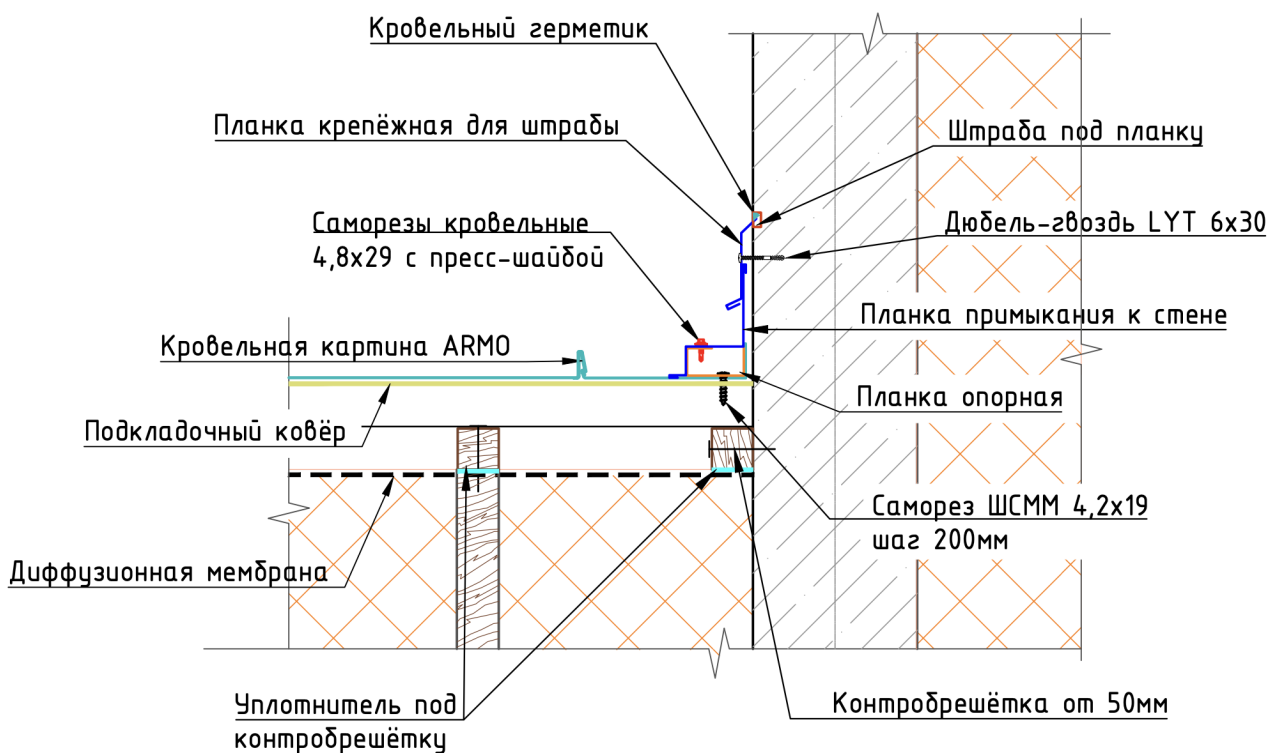 Кровельный герметик
Планка крепёжная для штрабы
Штраба под планку
Саморезы кровельные
4,8х29 с пресс-шайбой
Дюбель-гвоздь LYT 6х30
Планка примыкания к стене
Кровельная картина ARMO
Планка опорная
Подкладочный ковёр
Саморез ШСММ 4,2х19
шаг 200мм
Диффузионная мембрана
Уплотнитель под
контробрешётку
Контробрешётка от 50мм